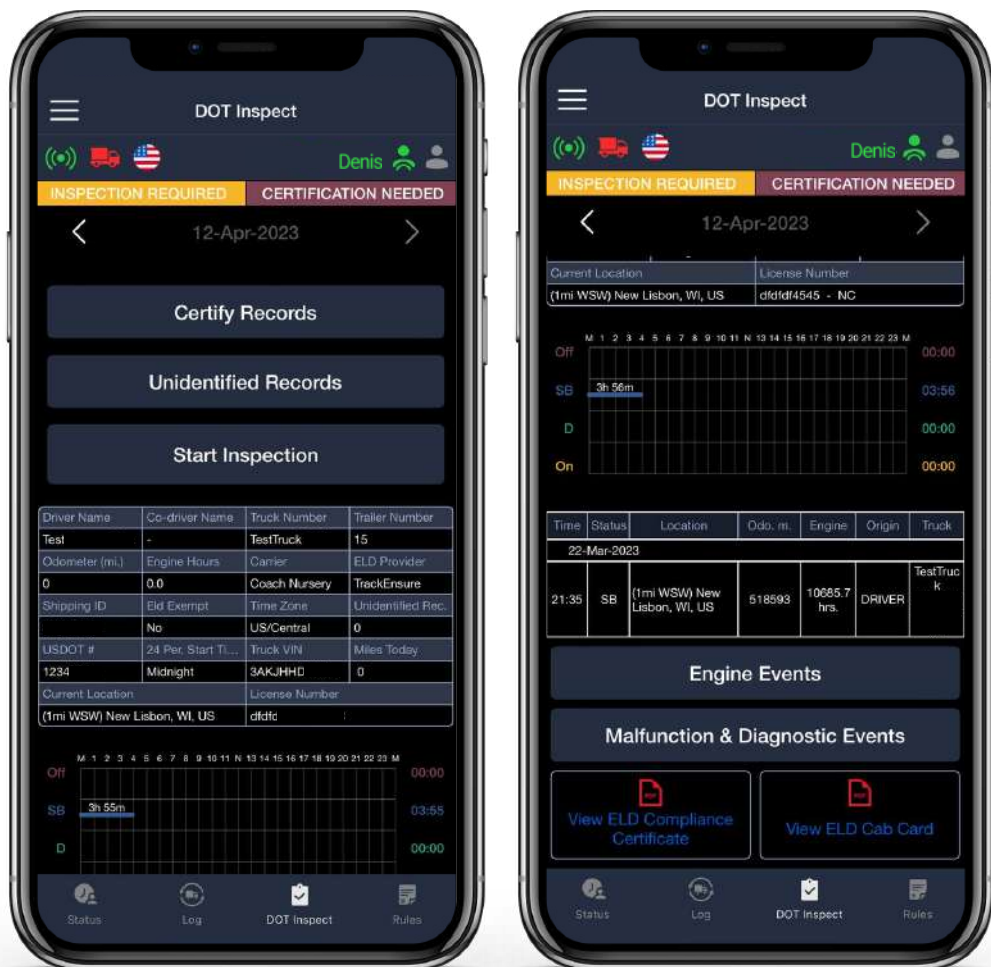 DOT Inspect
Denis
INSPECTION REQUIRED CERTIFICATION NEEDED
12-Apr-2023
Certify Records
Unidentified Records
Start Inspection
Driver Name Co-driver Name Truck Number Trailer Number
Test - TestTruck 15
Odometer (mi.) Engine Hours Carrier ELD Provider
0 0.0 Coach Nursery TrackEnsure
Shipping ID Eld Exempt Time Zone Unidentified Rec.
No US/Central 0
USDOT # 24 Per. Start Ti... Truck VIN Miles Today
1234 Midnight 3AKJHHD 0
Current Location License Number
(1mi WSW) New Lisbon, WI, US dfdfd
M 1 2 3 4 5 6 7 8 9 10 11 N 13 14 15 16 17 18 19 20 21 22 23 M
Off 00:00
SB 3h 55m 03:55
D 00:00
Status Log DOT Inspect Rules
DOT Inspect
Denis
INSPECTION REQUIRED CERTIFICATION NEEDED
12-Apr-2023
Current Location License Number
(1mi WSW) New Lisbon, WI, US dfdfdf4545 - NC
M 1 2 3 4 5 6 7 8 9 10 11 N 13 14 15 16 17 18 19 20 21 22 23 M
Off 00:00
SB 3h 56m 03:56
D 00:00
On 00:00
Time Status Location Odo. m. Engine Origin Truck
22-Mar-2023
21:35 SB (1mi WSW) New Lisbon, WI, US 518593 10685.7 hrs. DRIVER TestTruck
Engine Events
Malfunction & Diagnostic Events
PDF PDF
View ELD Compliance Certificate View ELD Cab Card
Status Log DOT Inspect Rules